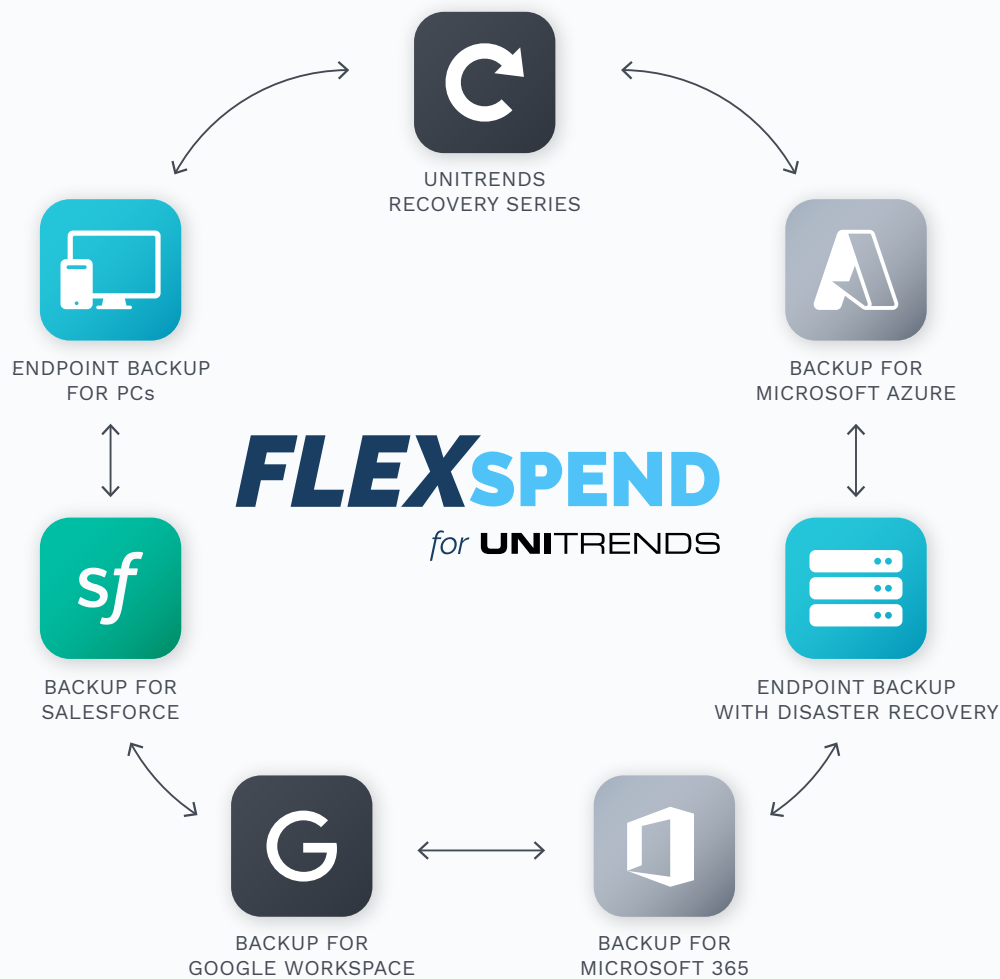 UNITRENDS
RECOVERY SERIES
ENDPOINT BACKUP
FOR PCs
BACKUP FOR
MICROSOFT AZURE
FLEXSPEND
for UNITRENDS
sf
BACKUP FOR
SALESFORCE
ENDPOINT BACKUP
WITH DISASTER RECOVERY
G
BACKUP FOR
GOOGLE WORKSPACE
BACKUP FOR
MICROSOFT 365